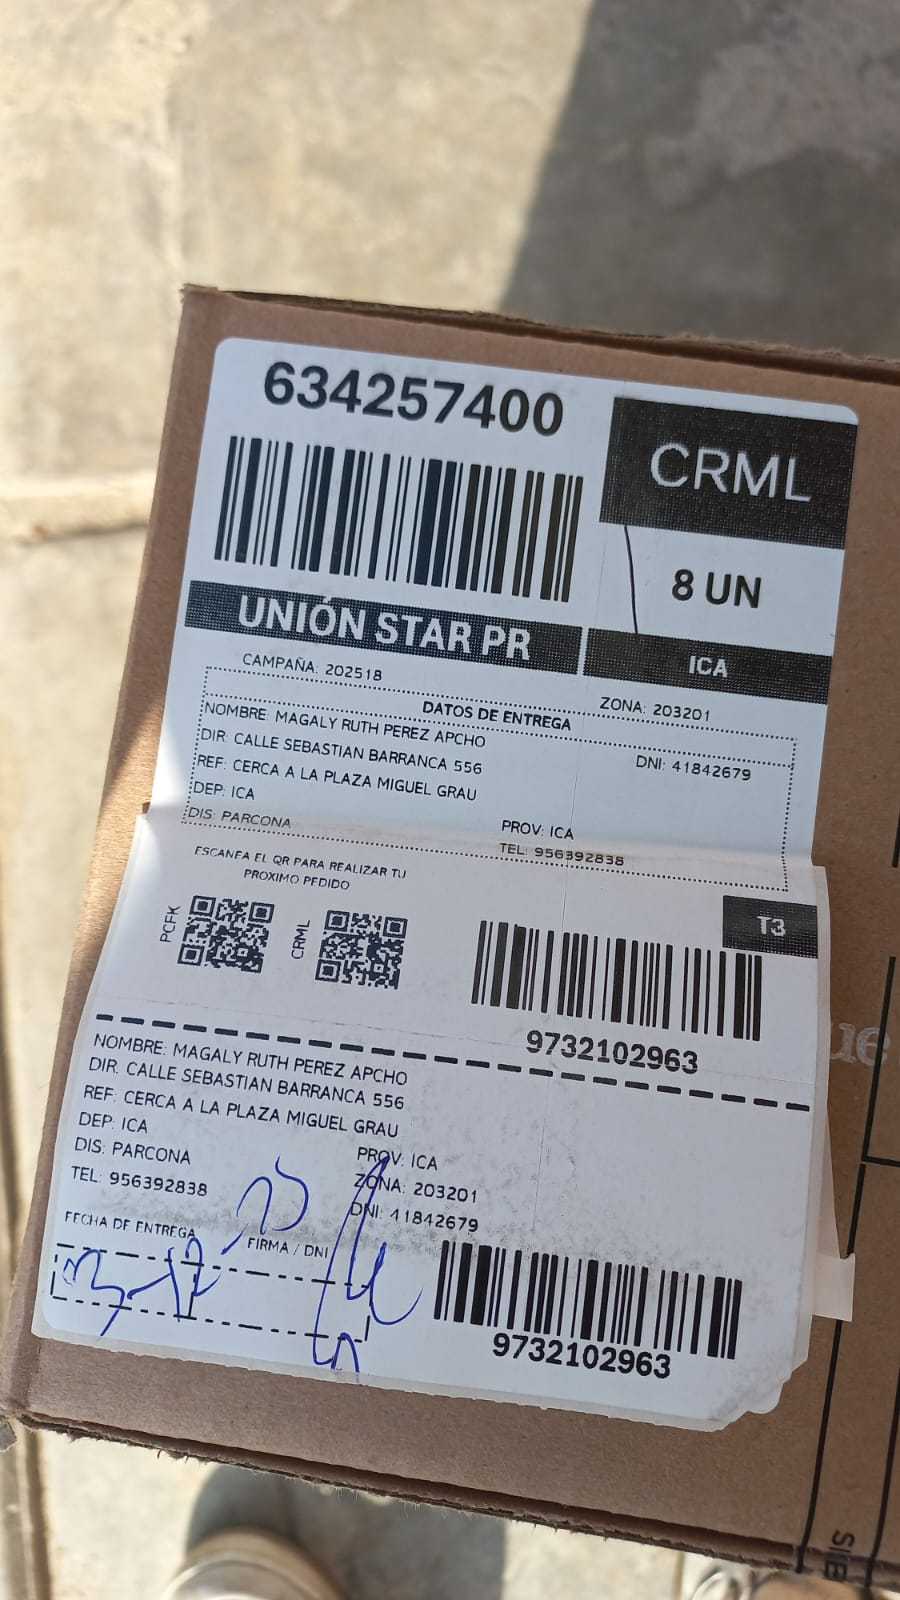 634257400
CRML
8 UN
UNIÓN STAR PR
ICA
CAMPAÑA: 202518
ZONA: 203201
DATOS DE ENTREGA
NOMBRE: MAGALY RUTH PEREZ APCHO
DNI: 41842679
DIR: CALLE SEBASTIAN BARRANCA 556
REF: CERCA A LA PLAZA MIGUEL GRAU
DEP: ICA
PROV: ICA
DIS: PARCONA
TEL: 956392838
ESCANEA EL QR PARA REALIZAR TU
PROXIMO PEDIDO
T3
PCFK
CRML
9732102963
NOMBRE: MAGALY RUTH PEREZ APCHO
DIR. CALLE SEBASTIAN BARRANCA 556
REF: CERCA A LA PLAZA MIGUEL GRAU
DEP: ICA
PROV: ICA
DIS: PARCONA
ZONA: 203201
TEL: 956392838
DNI: 41842679
FECHA DE ENTREGA
FIRMA / DNI
9732102963